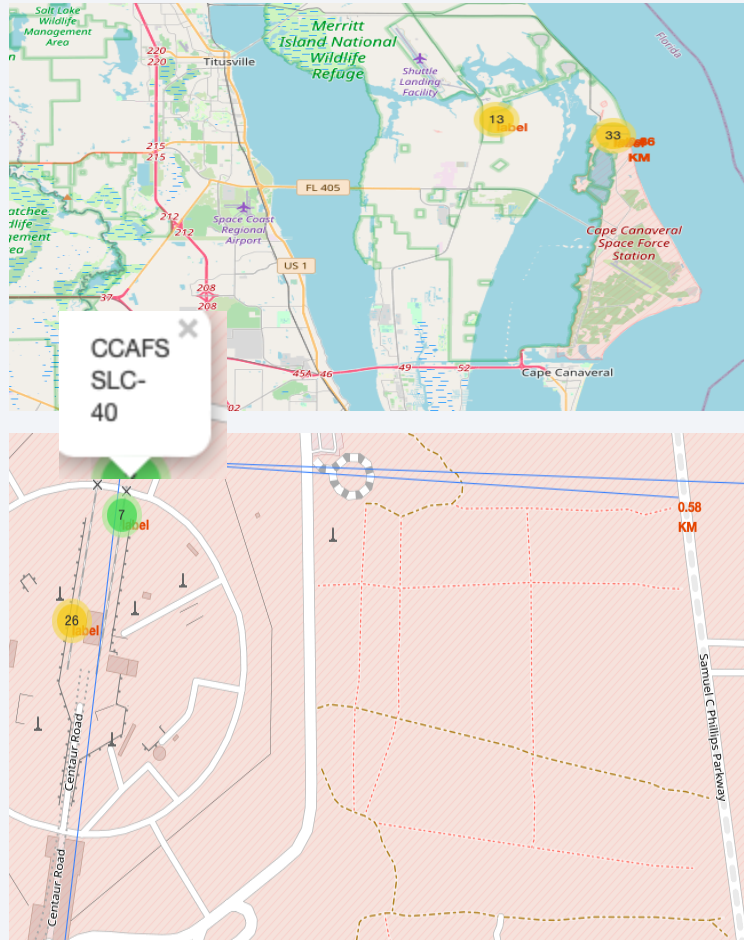 Salt Lake
Wildlife
Management
Area
220
220
Titusville
Merritt
Island National
Wildlife
Refuge
Shuttle
Landing
Facility
Florida
13
label
33
KM
215
215
FL 405
212
212
Space Coast
Regional
Airport
Cape Canaveral
Space Force
Station
US 1
37
208
208
45A-46
49
52
Cape Canaveral
02
×
CCAFS
SLC-
40
7
label
0.58
KM
26
label
Centaur Road
Centaur Road
Samuel C Phillips Parkway